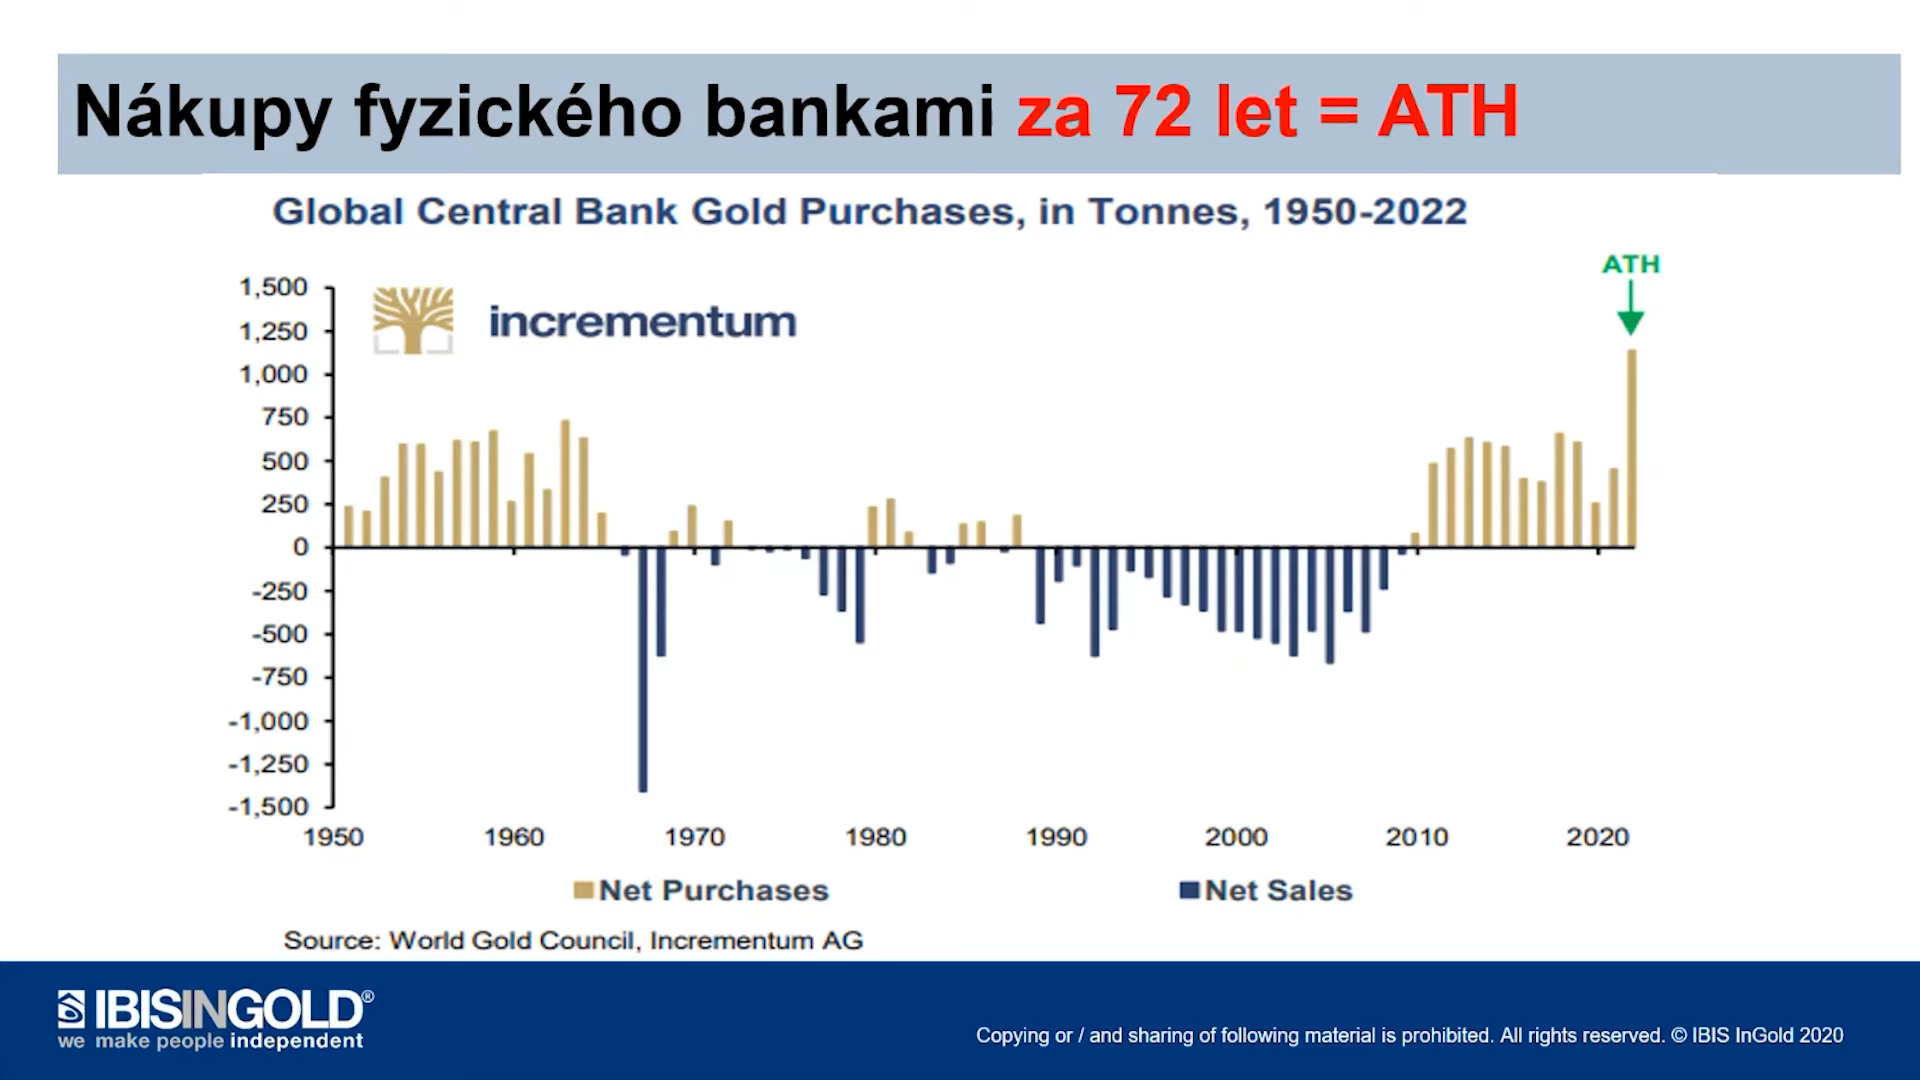 Nákupy fyzického bankami za 72 let = ATH
Global Central Bank Gold Purchases, in Tonnes, 1950-2022
ATH
incrementum
1,500
1,250
1,000
750
500
250
0
-250
-500
-750
-1,000
-1,250
-1,500
1950 1960 1970 1980 1990 2000 2010 2020
Net Purchases Net Sales
Source: World Gold Council, Incrementum AG
IBISINGOLD®
we make people independent
Copying or / and sharing of following material is prohibited. All rights reserved. © IBIS InGold 2020